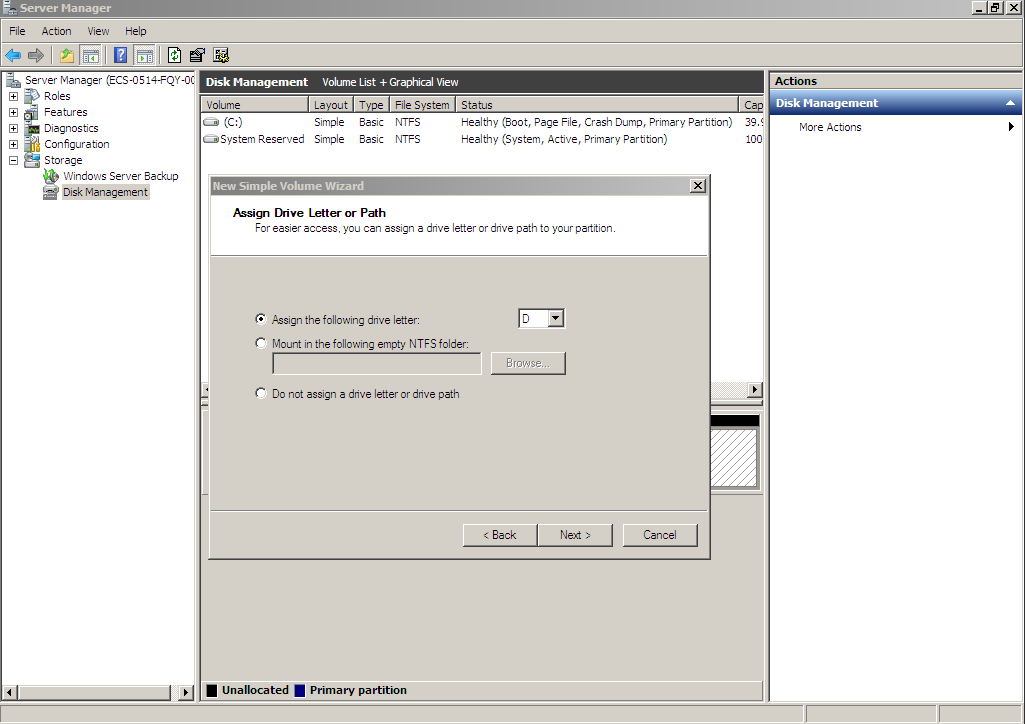 Server Manager
File Action View Help
Server Manager (ECS-0514-FQY-00
Roles
Features
Diagnostics
Configuration
Storage
Windows Server Backup
Disk Management
Disk Management Volume List + Graphical View
Volume Layout Type File System Status Cap
(C:) Simple Basic NTFS Healthy (Boot, Page File, Crash Dump, Primary Partition) 39.9
System Reserved Simple Basic NTFS Healthy (System, Active, Primary Partition) 100
New Simple Volume Wizard
Assign Drive Letter or Path
For easier access, you can assign a drive letter or drive path to your partition.
Assign the following drive letter: D
Mount in the following empty NTFS folder:
Browse...
Do not assign a drive letter or drive path
< Back Next > Cancel
Unallocated Primary partition
Actions
Disk Management
More Actions